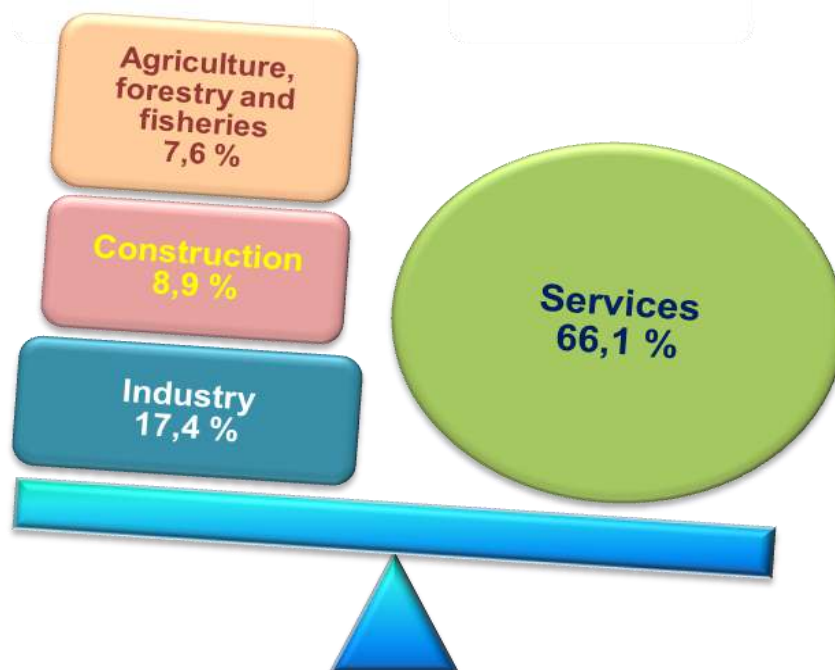 Agriculture,
forestry and
fisheries
7,6 %
Construction
8,9 %
Industry
17,4 %
Services
66,1 %